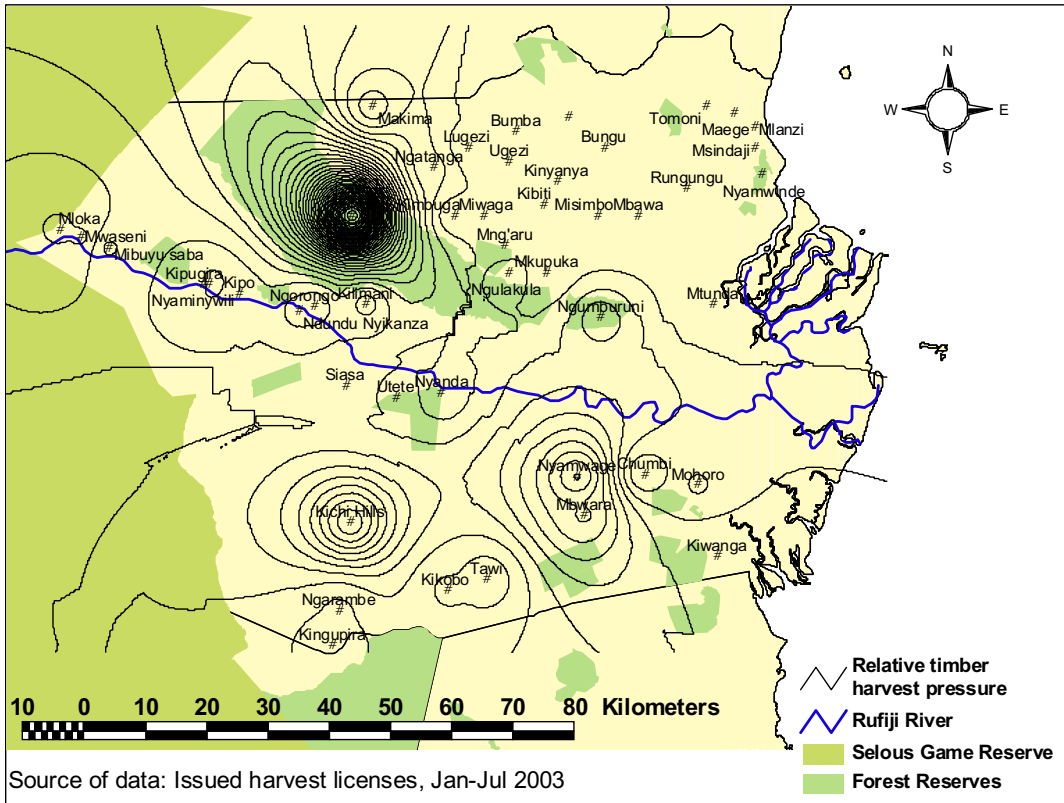 N
W E
S
Makima
Tomoni
Maege
Mlanzi
Bumba
Bungu
Lugezi
Ugezi
Msindaji
Ngatanga
Kinyanya
Rungungu
Nyamwinde
Kibiti
Kimbuga
Miwaga
Misimbo
Mbawa
Mloka
Mwaseni
Mng'aru
Mibuyu saba
Mkupuka
Kipugira
Kipo
Nyaminywili
Ngorongo
Kilimani
Ngulakula
Ngumburuni
Mtunda
Ndundu
Nyikanza
Siasa
Utete
Nyanda
Nyamwage
Chumbi
Mohoro
Mbwara
Kichi Hills
Kiwanga
Tawi
Kikobo
Ngarambe
Kingupira
10 0 10 20 30 40 50 60 70 80 Kilometers
Relative timber
harvest pressure
Rufiji River
Selous Game Reserve
Forest Reserves
Source of data: Issued harvest licenses, Jan-Jul 2003